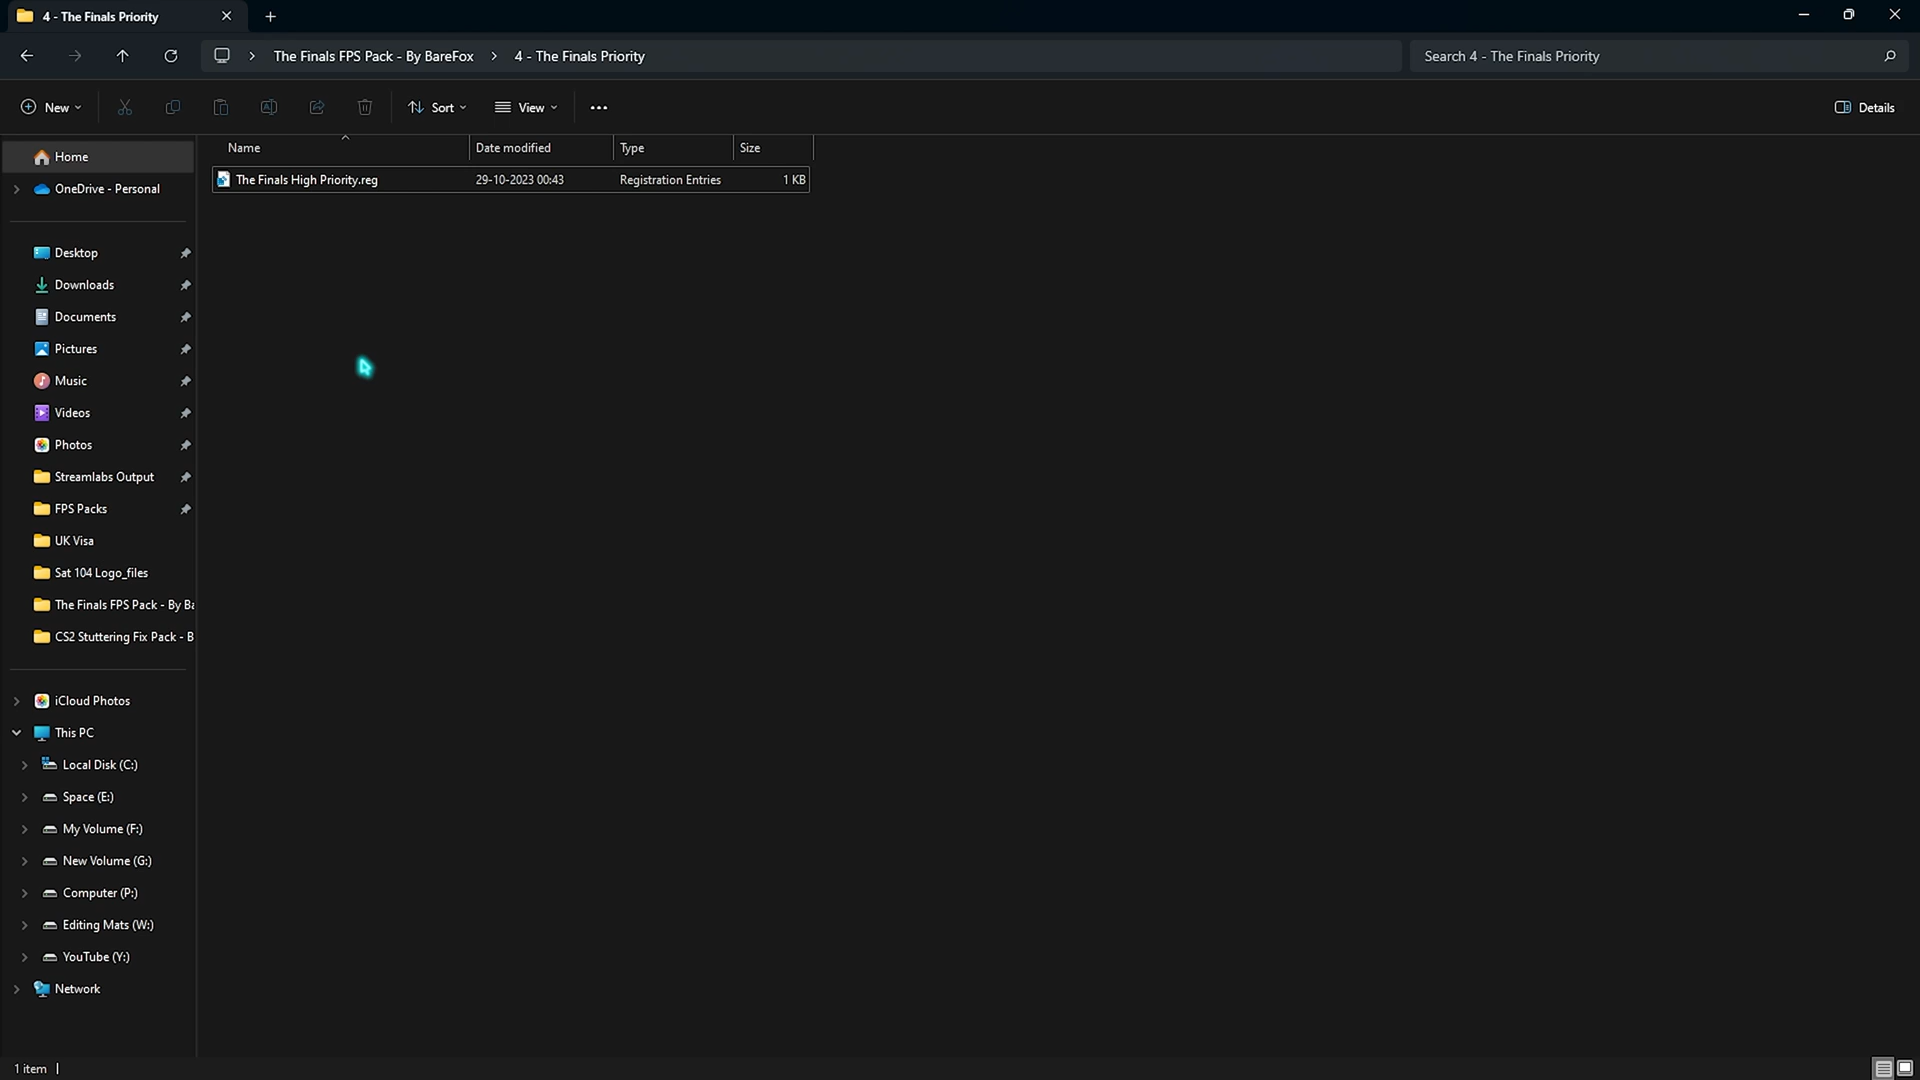 4 - The Finals Priority
The Finals FPS Pack - By BareFox > 4 - The Finals Priority
Search 4 - The Finals Priority
New
Sort
View
Details
Name Date modified Type Size
The Finals High Priority.reg 29-10-2023 00:43 Registration Entries 1 KB
Home
OneDrive - Personal
Desktop
Downloads
Documents
Pictures
Music
Videos
Photos
Streamlabs Output
FPS Packs
UK Visa
Sat 104 Logo_files
The Finals FPS Pack - By Ba
CS2 Stuttering Fix Pack - B
iCloud Photos
This PC
Local Disk (C:)
Space (E:)
My Volume (F:)
New Volume (G:)
Computer (P:)
Editing Mats (W:)
YouTube (Y:)
Network
1 item